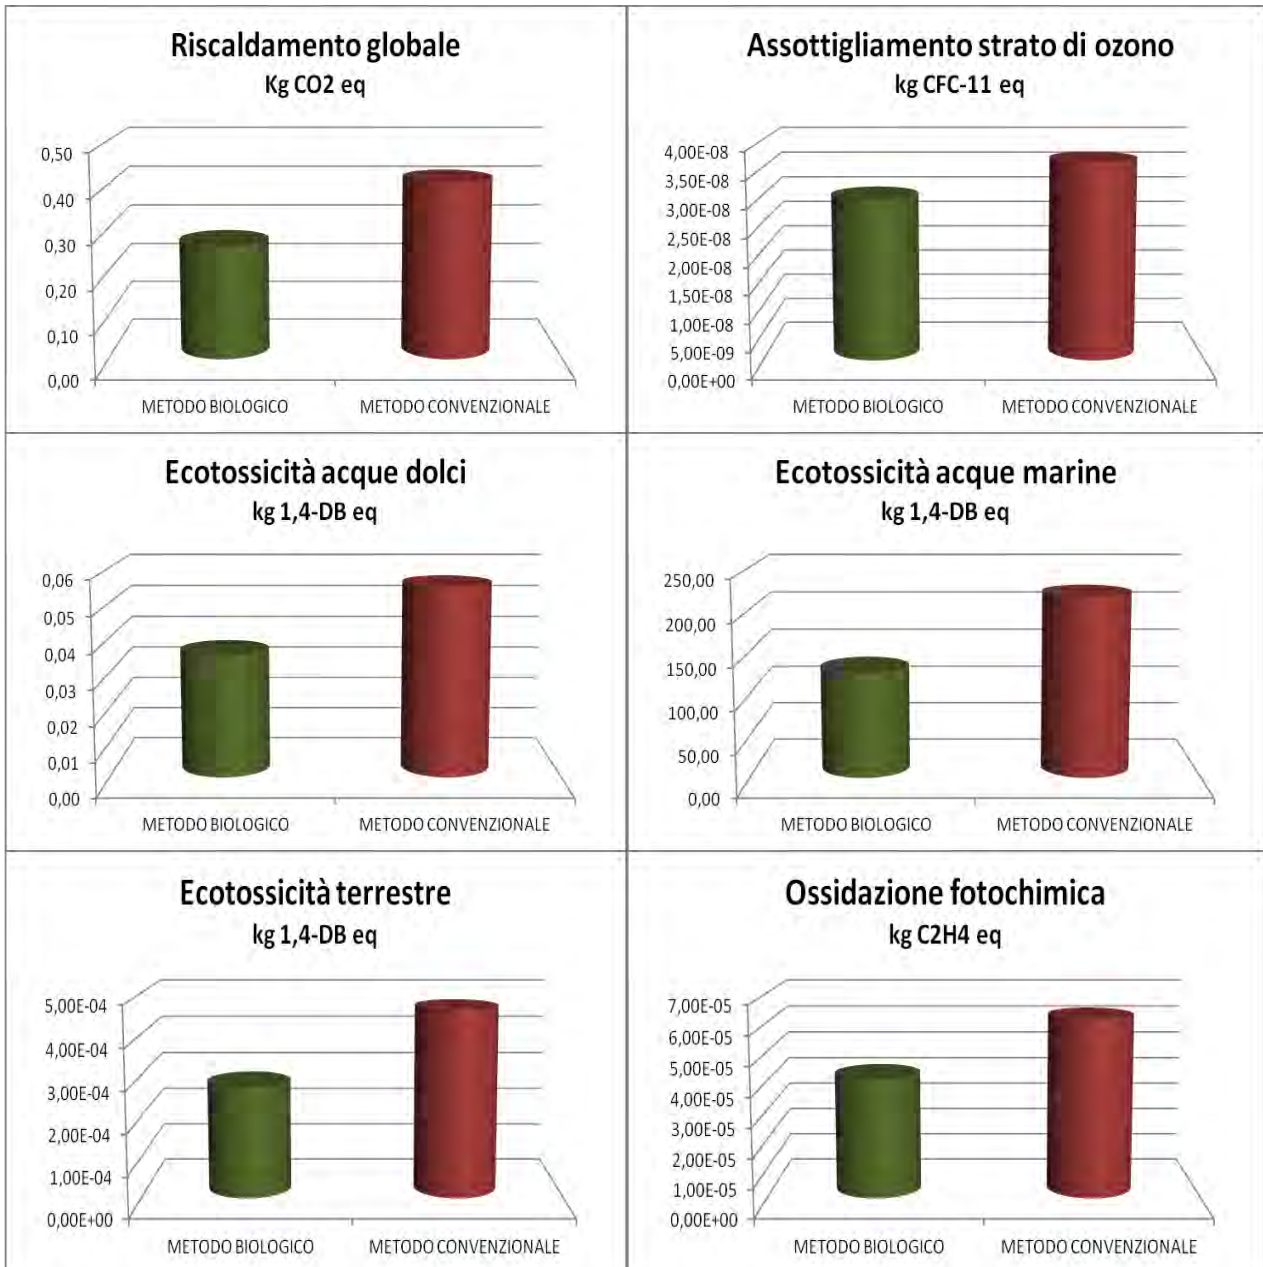 Riscaldamento globale
Kg CO2 eq
0,50
0,40
0,30
0,20
0,10
0,00
METODO BIOLOGICO METODO CONVENZIONALE
Assottigliamento strato di ozono
kg CFC-11 eq
4,00E-08
3,50E-08
3,00E-08
2,50E-08
2,00E-08
1,50E-08
1,00E-08
5,00E-09
0,00E+00
METODO BIOLOGICO METODO CONVENZIONALE
Ecotossicità acque dolci
kg 1,4-DB eq
0,06
0,05
0,04
0,03
0,02
0,01
0,00
METODO BIOLOGICO METODO CONVENZIONALE
Ecotossicità acque marine
kg 1,4-DB eq
250,00
200,00
150,00
100,00
50,00
0,00
METODO BIOLOGICO METODO CONVENZIONALE
Ecotossicità terrestre
kg 1,4-DB eq
5,00E-04
4,00E-04
3,00E-04
2,00E-04
1,00E-04
0,00E+00
METODO BIOLOGICO METODO CONVENZIONALE
Ossidazione fotochimica
kg C2H4 eq
7,00E-05
6,00E-05
5,00E-05
4,00E-05
3,00E-05
2,00E-05
1,00E-05
0,00E+00
METODO BIOLOGICO METODO CONVENZIONALE